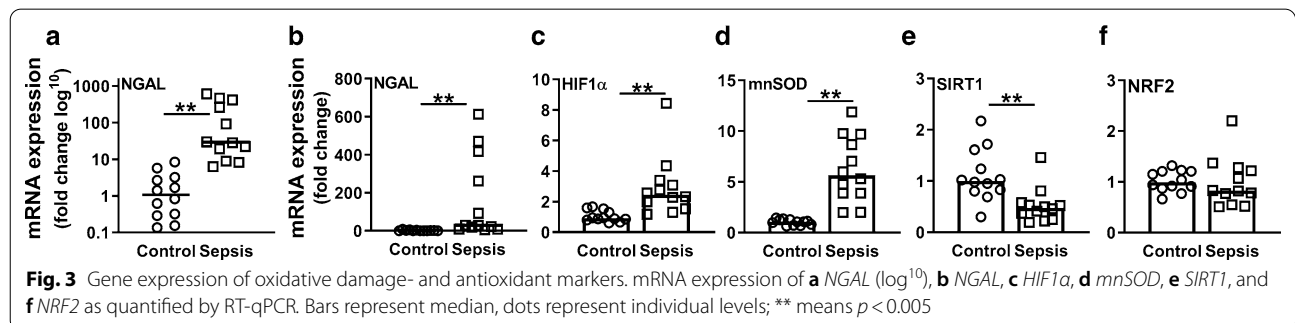 a b c d e f
mRNA expression
(fold change log¹⁰)
NGAL
1000
100
10
1
0.1
**
Control Sepsis
mRNA expression
(fold change)
NGAL
800
600
400
200
0
**
Control Sepsis
HIF1α
10
8
6
4
2
0
**
Control Sepsis
mnSOD
15
10
5
0
**
Control Sepsis
SIRT1
3
2
1
0
**
Control Sepsis
NRF2
3
2
1
0
Control Sepsis
Fig. 3 Gene expression of oxidative damage- and antioxidant markers. mRNA expression of a NGAL (log¹⁰), b NGAL, c HIF1α, d mnSOD, e SIRT1, and
f NRF2 as quantified by RT-qPCR. Bars represent median, dots represent individual levels; ** means p < 0.005